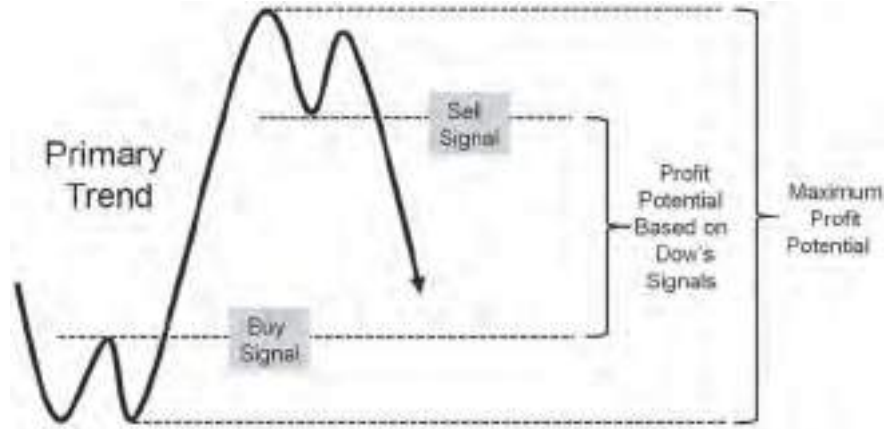 Sell
Signal
Primary
Trend
Profit
Potential
Based on
Dow's
Signals
Maximum
Profit
Potential
Buy
Signal